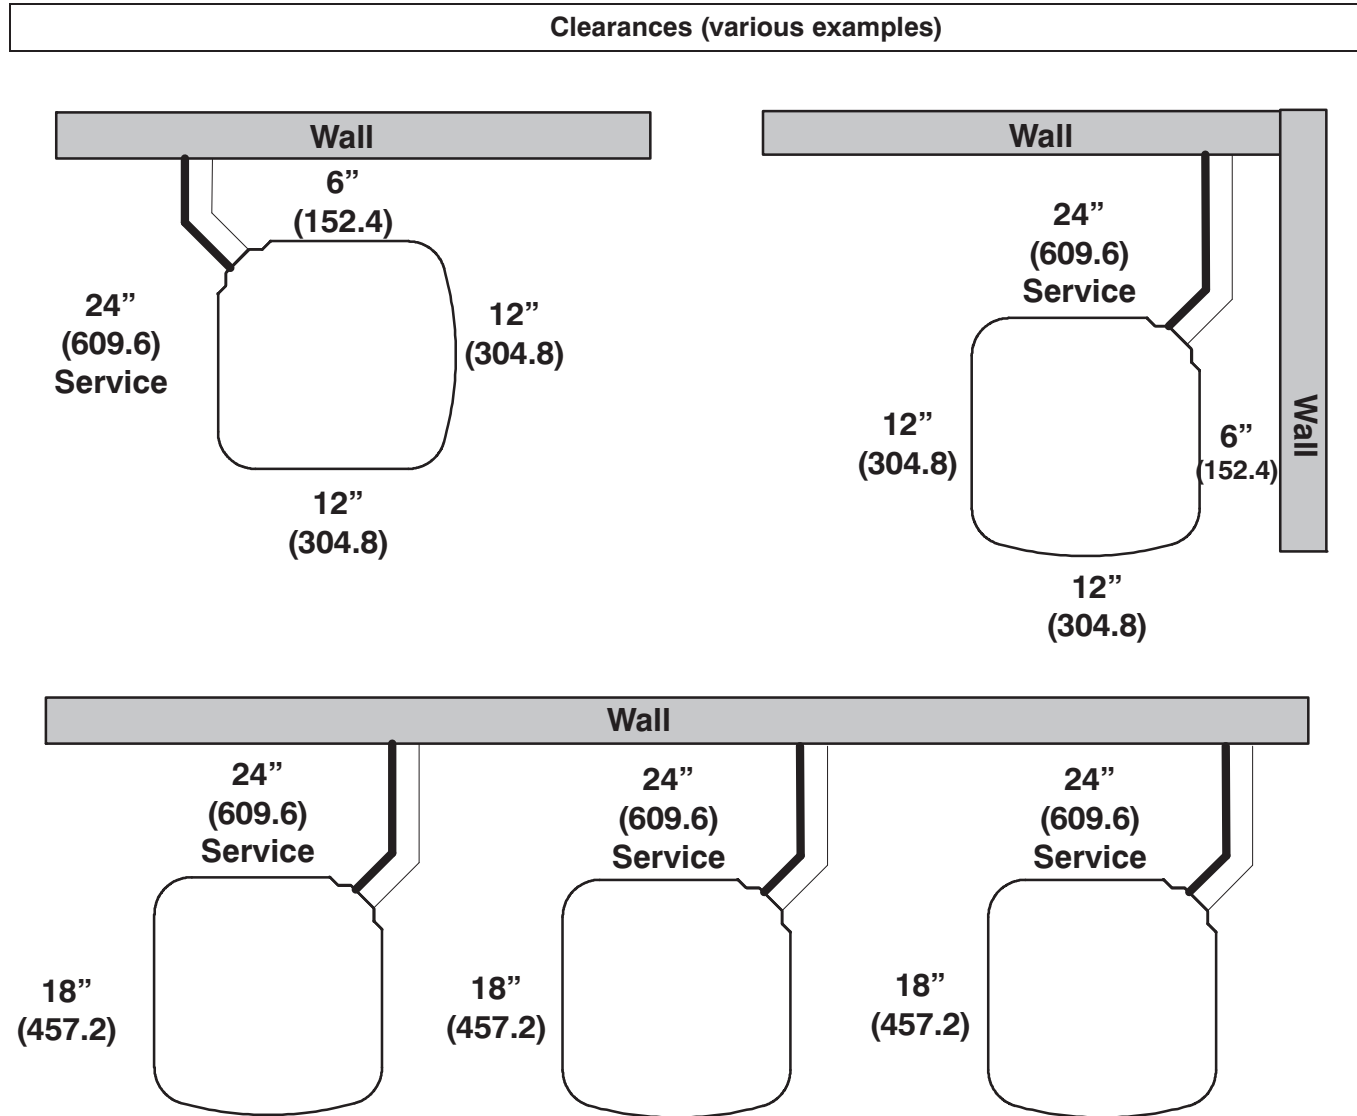 Clearances (various examples)
Wall
6”
(152.4)
24”
(609.6)
Service
12”
(304.8)
12”
(304.8)
Wall
24”
(609.6)
Service
Wall
12”
(304.8)
6”
(152.4)
12”
(304.8)
Wall
24”
(609.6)
Service
24”
(609.6)
Service
24”
(609.6)
Service
18”
(457.2)
18”
(457.2)
18”
(457.2)